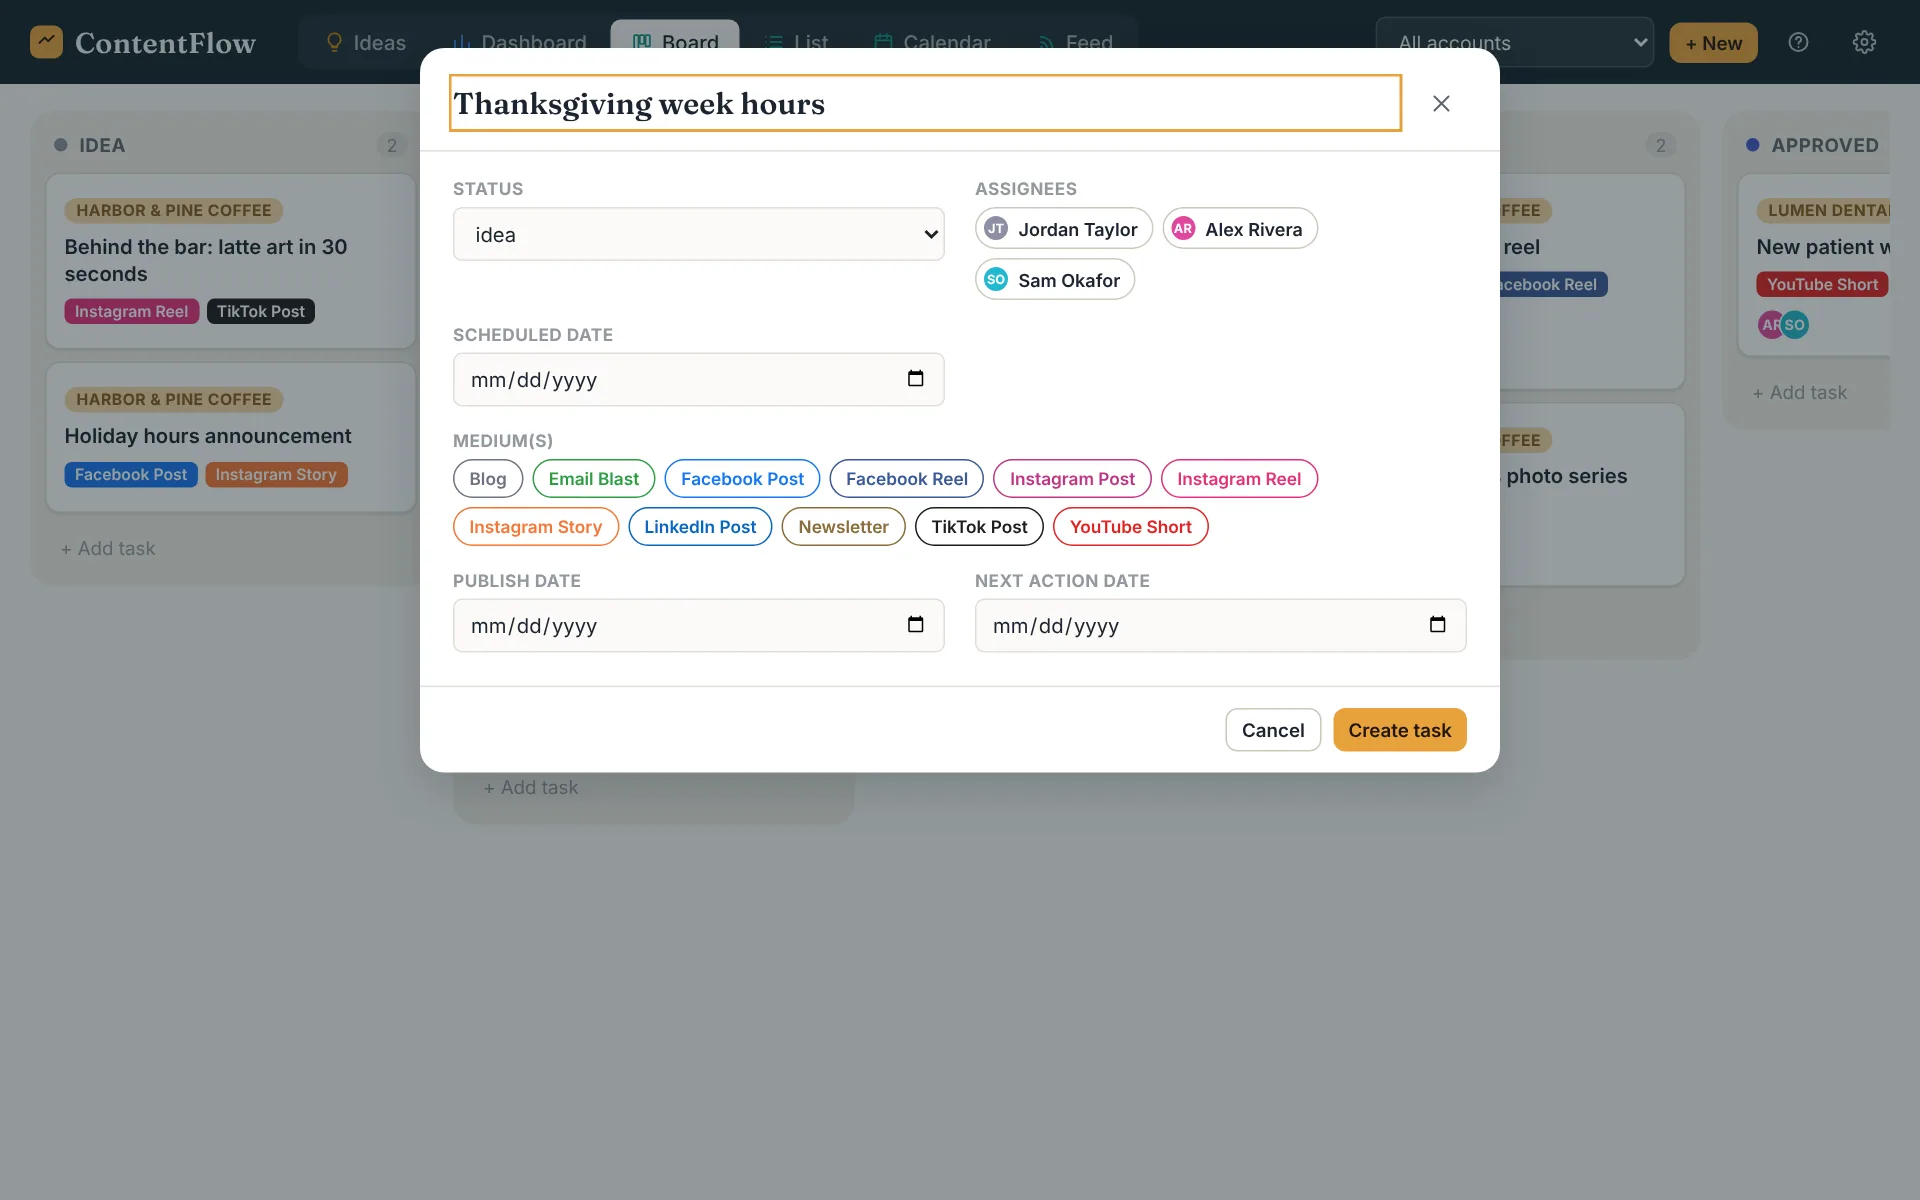 ContentFlow
Ideas
Dashboard
Board
List
Calendar
Feed
All accounts
+ New
Thanksgiving week hours
IDEA
2
HARBOR & PINE COFFEE
Behind the bar: latte art in 30
seconds
Instagram Reel
TikTok Post
HARBOR & PINE COFFEE
Holiday hours announcement
Facebook Post
Instagram Story
+ Add task
STATUS
idea
ASSIGNEES
JT Jordan Taylor
AR Alex Rivera
SO Sam Okafor
SCHEDULED DATE
mm/dd/yyyy
MEDIUM(S)
Blog
Email Blast
Facebook Post
Facebook Reel
Instagram Post
Instagram Reel
Instagram Story
LinkedIn Post
Newsletter
TikTok Post
YouTube Short
PUBLISH DATE
mm/dd/yyyy
NEXT ACTION DATE
mm/dd/yyyy
Cancel
Create task
+ Add task
2
reel
Reel
photo series
APPROVED
LUMEN
New patient
YouTube Short
AR SO
+ Add task